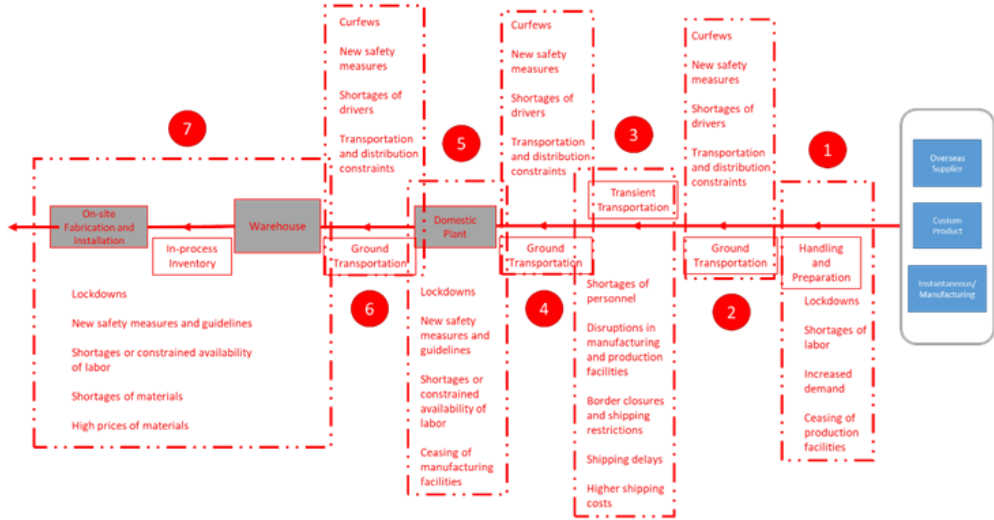 Curfews
New safety
measures
Shortages of
drivers
Transportation
and distribution
constraints
Curfews
New safety
measures
Shortages of
drivers
Transportation
and distribution
constraints
Curfews
New safety
measures
Shortages of
drivers
Transportation
and distribution
constraints
7
5
3
1
Overseas
Supplier
Custom
Product
Instantaneous/
Manufacturing
On-site
Fabrication and
Installation
In-process
Inventory
Warehouse
Ground
Transportation
Domestic
Plant
Ground
Transportation
Transient
Transportation
Ground
Transportation
Handling
and
Preparation
6
4
2
Lockdowns
New safety measures and guidelines
Shortages or constrained availability
of labor
Shortages of materials
High prices of materials
Lockdowns
New safety
measures and
guidelines
Shortages or
constrained
availability of
labor
Ceasing of
manufacturing
facilities
Shortages of
personnel
Disruptions in
manufacturing
and production
facilities
Border closures
and shipping
restrictions
Shipping delays
Higher shipping
costs
Lockdowns
Shortages of
labor
Increased
demand
Ceasing of
production
facilities